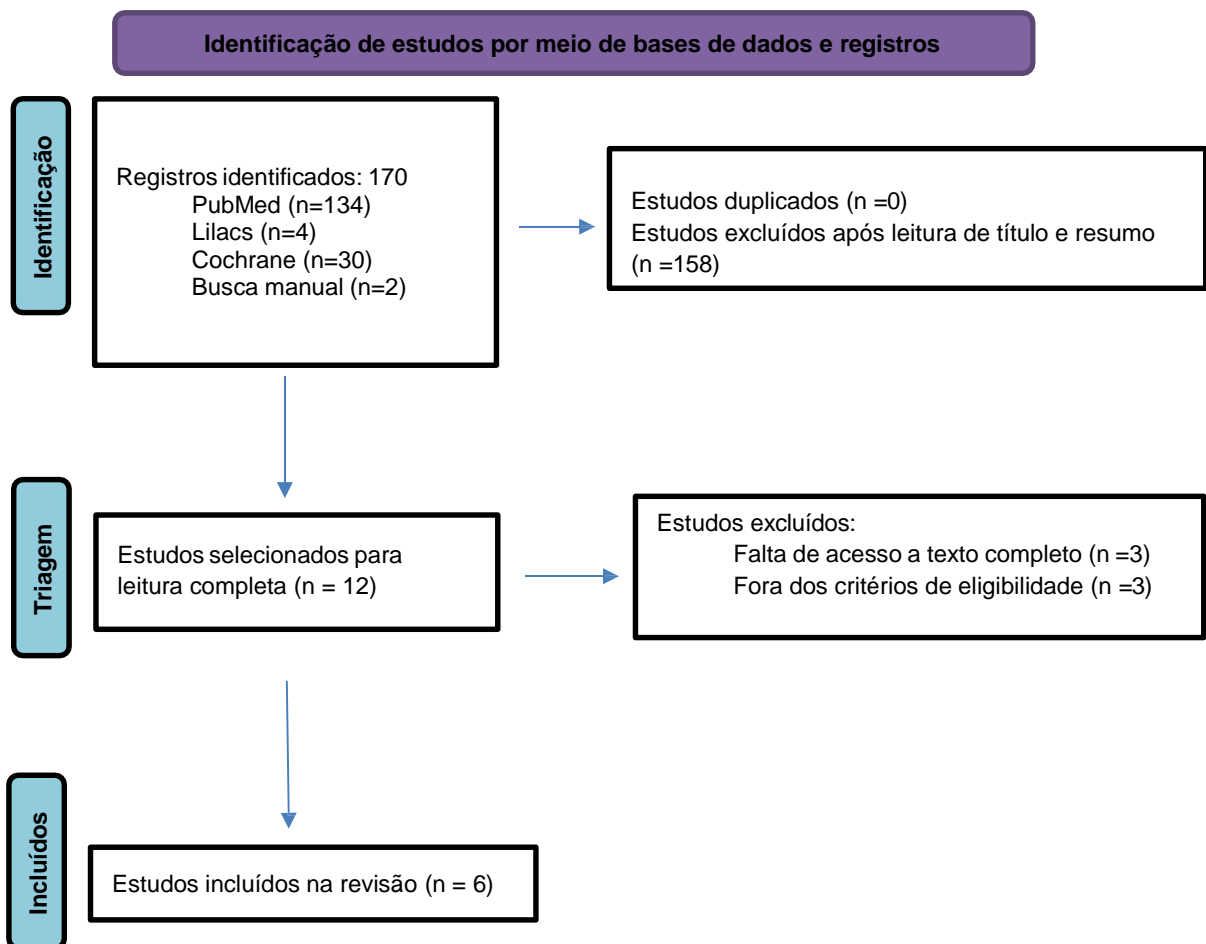 Identificação de estudos por meio de bases de dados e registros
Identificação
Registros identificados: 170
PubMed (n=134)
Lilacs (n=4)
Cochrane (n=30)
Busca manual (n=2)
Estudos duplicados (n =0)
Estudos excluídos após leitura de título e resumo
(n =158)
Triagem
Estudos selecionados para
leitura completa (n = 12)
Estudos excluídos:
Falta de acesso a texto completo (n =3)
Fora dos critérios de eligibilidade (n =3)
Incluídos
Estudos incluídos na revisão (n = 6)